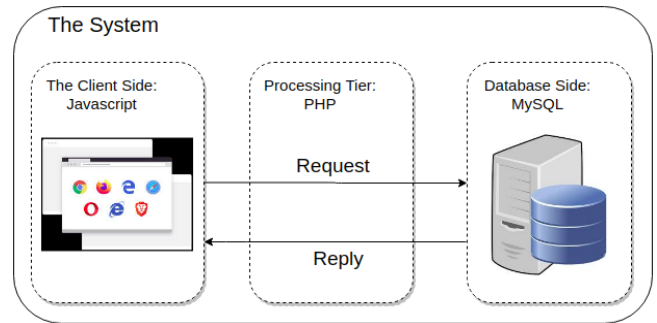 The System
The Client Side:
Javascript
Processing Tier:
PHP
Database Side:
MySQL
Request
Reply